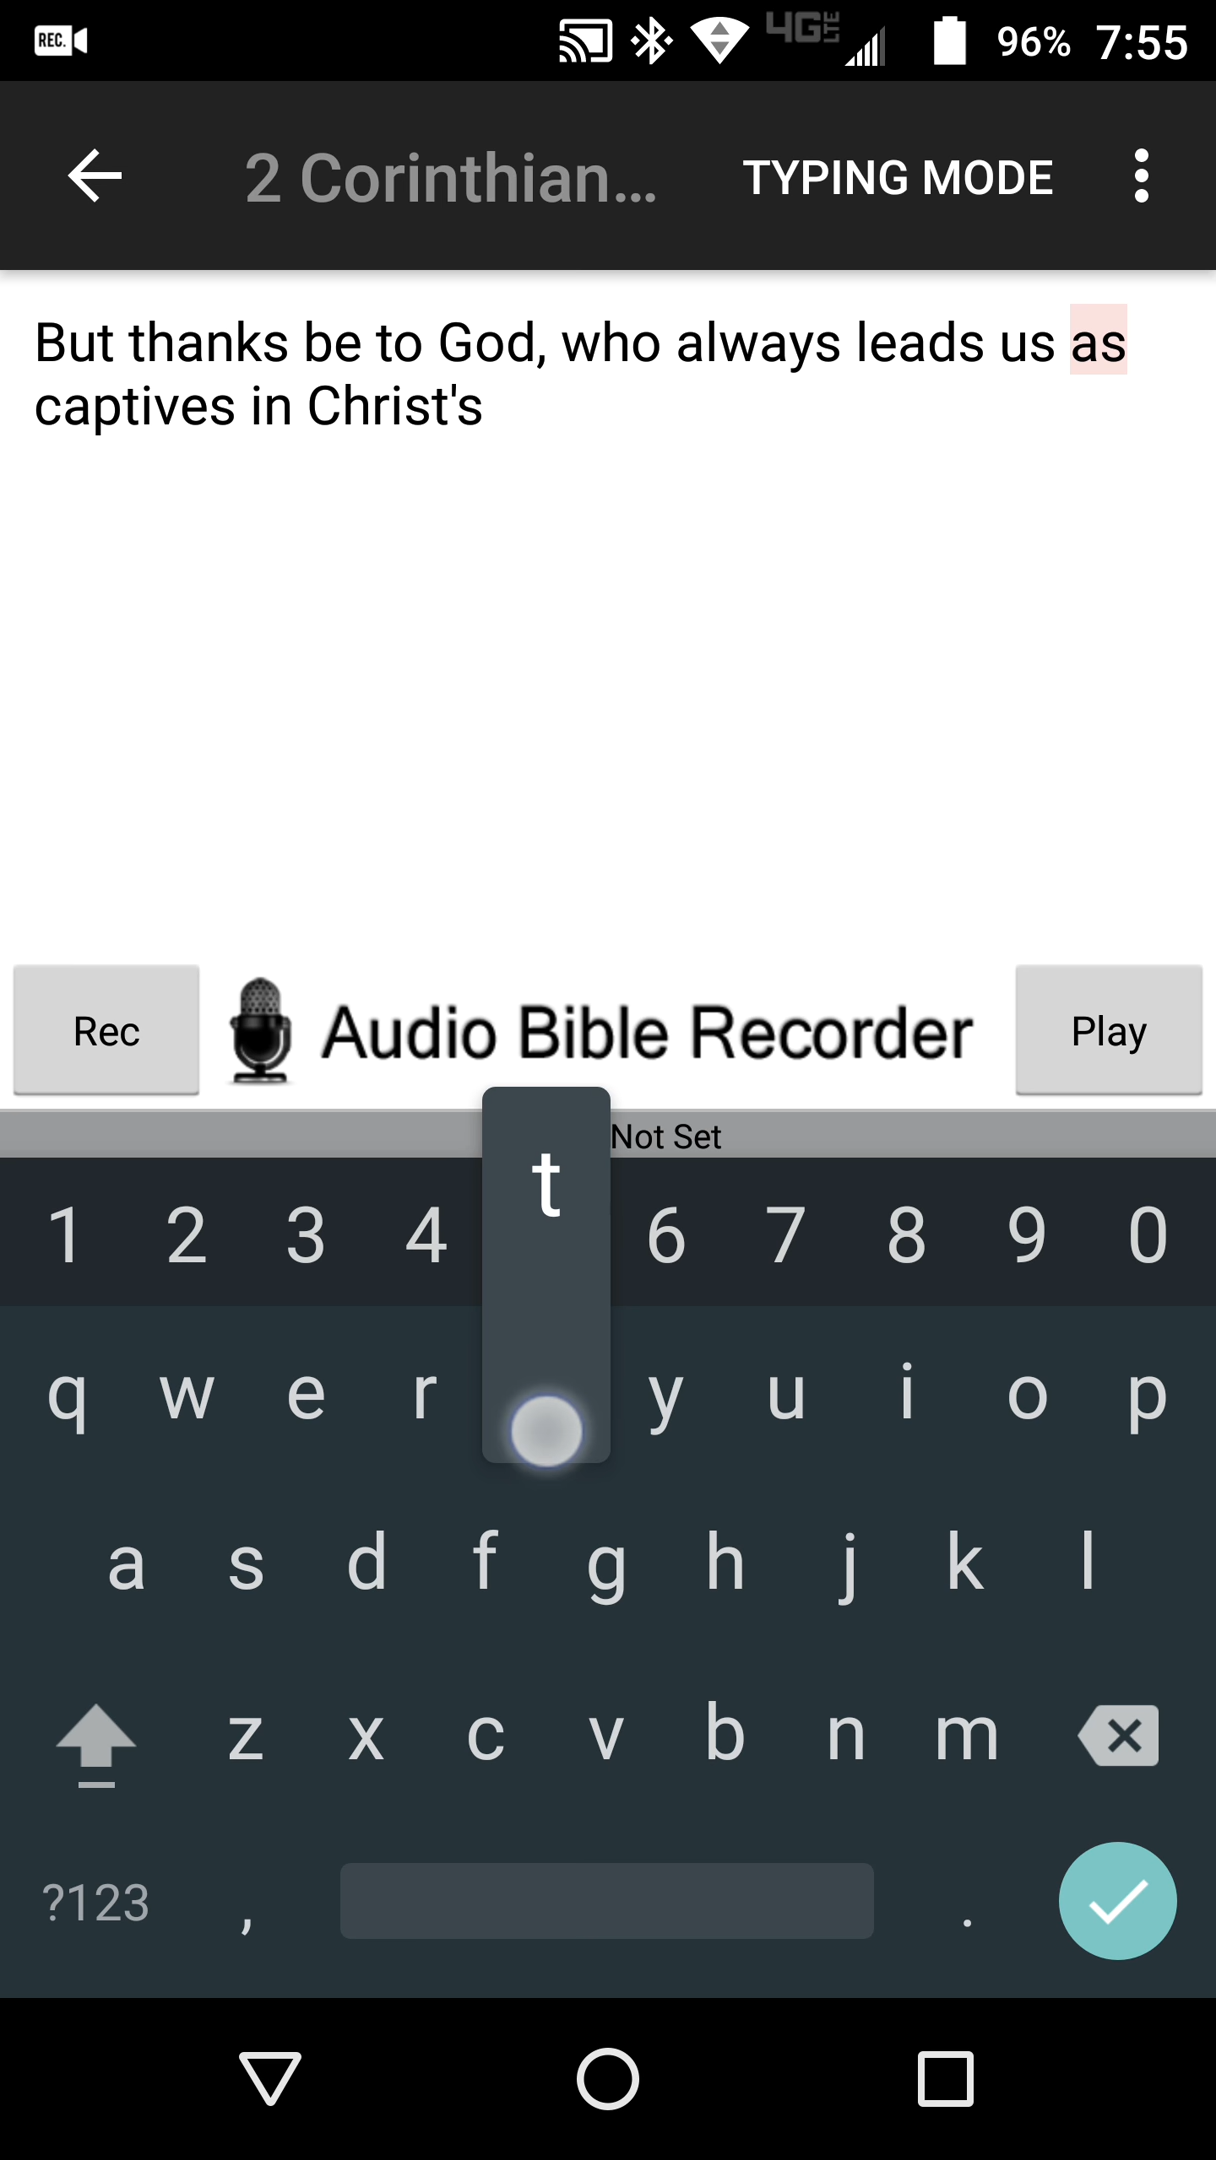 REC. 4G LTE 96% 7:55
2 Corinthian... TYPING MODE
But thanks be to God, who always leads us as
captives in Christ's
Rec Audio Bible Recorder Play
Not Set
t
1 2 3 4 6 7 8 9 0
q w e r y u i o p
a s d f g h j k l
z x c v b n m
?123 , .